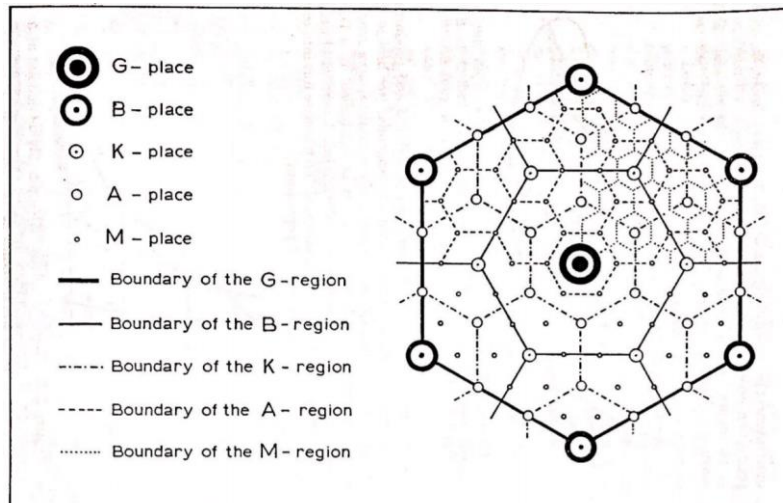 G - place
B - place
K - place
A - place
M - place
Boundary of the G - region
Boundary of the B - region
Boundary of the K - region
Boundary of the A - region
Boundary of the M - region